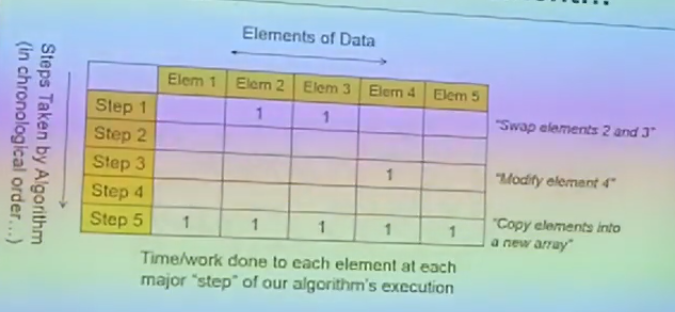 Elements of Data
Steps Taken by Algorithm
(in chronological order…)
Elem 1 Elem 2 Elem 3 Elem 4 Elem 5
Step 1 1 1
"Swap elements 2 and 3"
Step 2
Step 3 1
"Modify element 4"
Step 4
Step 5 1 1 1 1 1
"Copy elements into
a new array"
Time/work done to each element at each
major "step" of our algorithm's execution